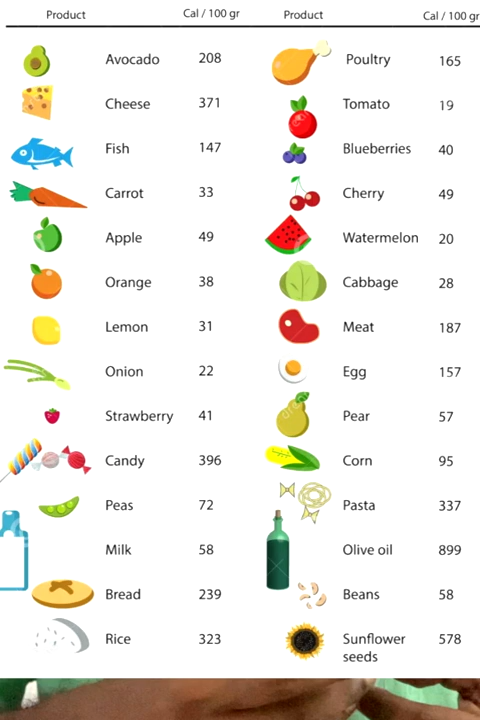 Product Cal / 100 gr Product Cal / 100 gr
Avocado 208 Poultry 165
Cheese 371 Tomato 19
Fish 147 Blueberries 40
Carrot 33 Cherry 49
Apple 49 Watermelon 20
Orange 38 Cabbage 28
Lemon 31 Meat 187
Onion 22 Egg 157
Strawberry 41 Pear 57
Candy 396 Corn 95
Peas 72 Pasta 337
Milk 58 Olive oil 899
Bread 239 Beans 58
Rice 323 Sunflower 578
seeds